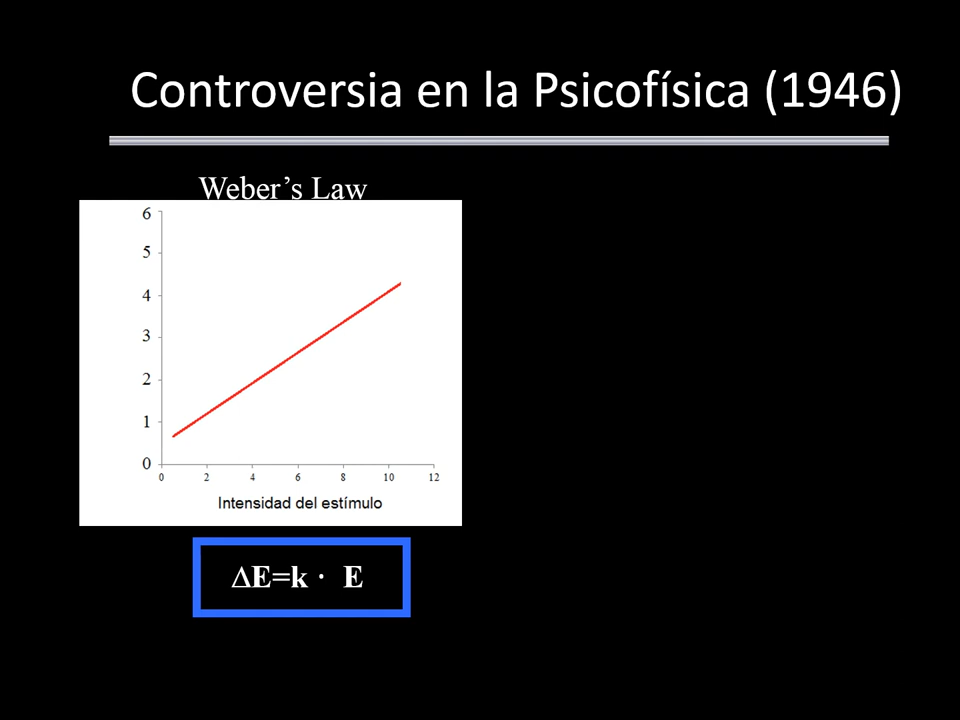 Controversia en la Psicofísica (1946)
Weber’s Law
6
5
4
3
2
1
0
0 2 4 6 8 10 12
Intensidad del estímulo
∆E=k · E